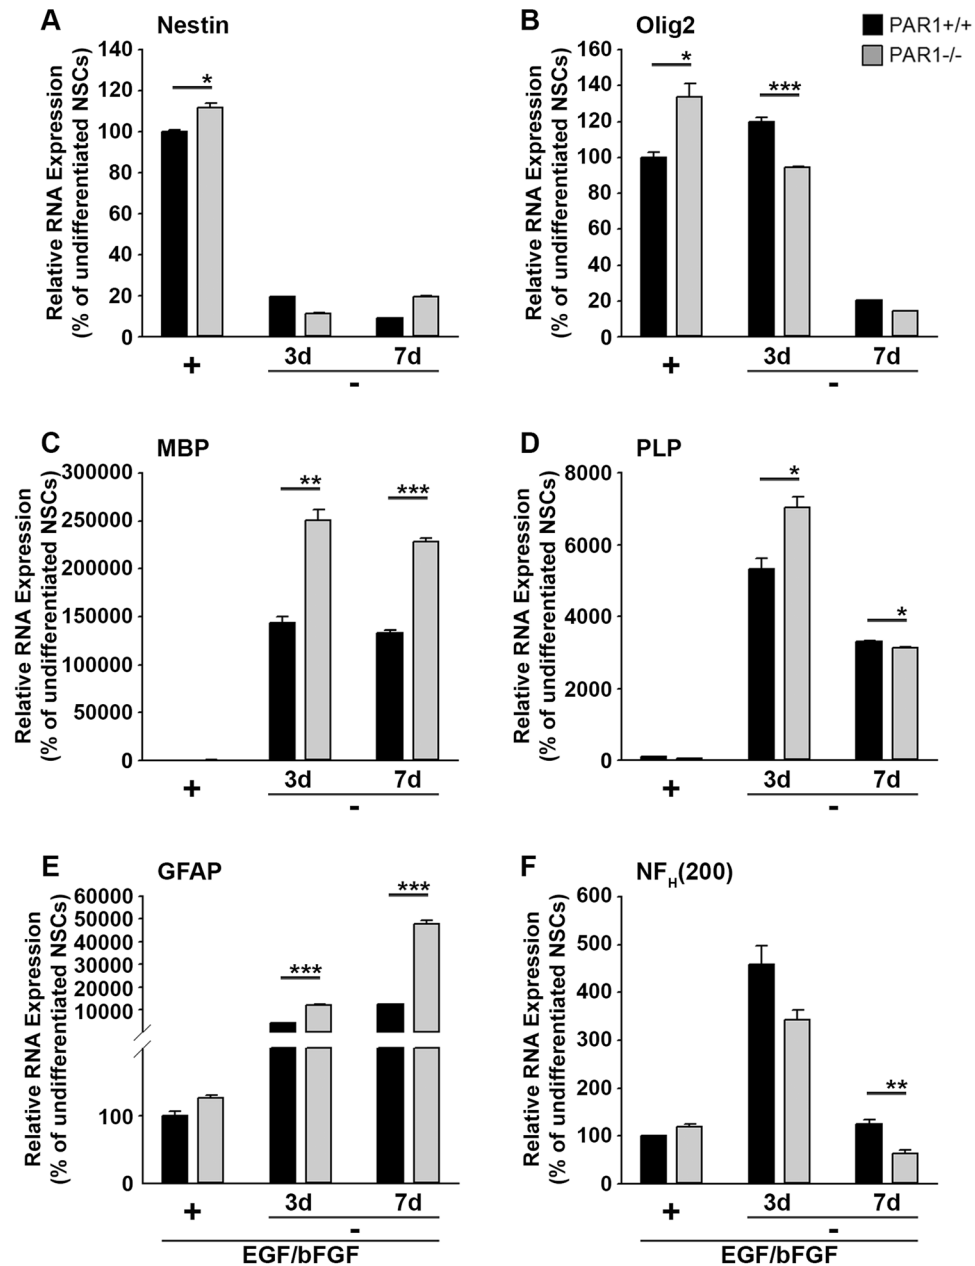 A Nestin
Relative RNA Expression
(% of undifferentiated NSCs)
140
120
100
80
60
40
20
0
*
+
3d 7d
-
B Olig2
PAR1+/+
PAR1-/-
Relative RNA Expression
(% of undifferentiated NSCs)
160
140
120
100
80
60
40
20
0
*
***
+
3d 7d
-
C MBP
Relative RNA Expression
(% of undifferentiated NSCs)
300000
250000
200000
150000
100000
50000
0
**
***
+
3d 7d
-
D PLP
Relative RNA Expression
(% of undifferentiated NSCs)
8000
6000
4000
2000
0
*
*
+
3d 7d
-
E GFAP
Relative RNA Expression
(% of undifferentiated NSCs)
60000
50000
40000
30000
20000
10000
100
0
***
***
+
3d 7d
-
EGF/bFGF
F NFH(200)
Relative RNA Expression
(% of undifferentiated NSCs)
600
500
400
300
200
100
0
**
+
3d 7d
-
EGF/bFGF